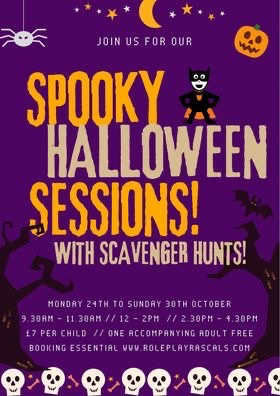 JOIN US FOR OUR
SPOOKY
HALLOWEEN
SESSIONS!
WITH SCAVENGER HUNTS!
MONDAY 24TH TO SUNDAY 30TH OCTOBER
9.30AM - 11.30AM // 12 - 2PM // 2.30PM - 4.30PM
£7 PER CHILD // ONE ACCOMPANYING ADULT FREE
BOOKING ESSENTIAL WWW.ROLEPLAYRASCALS.COM